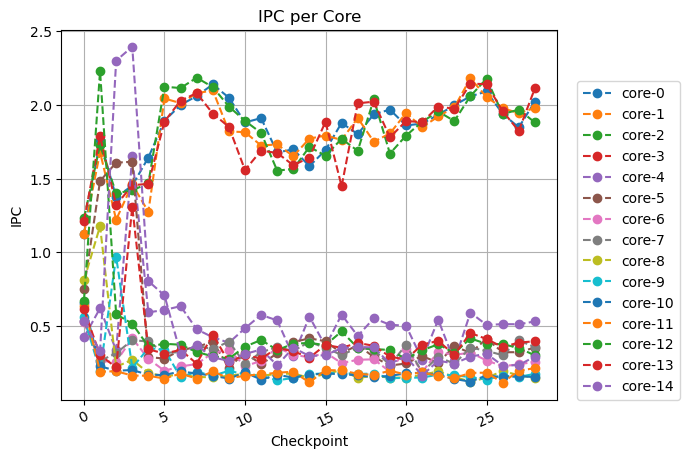 IPC per Core
IPC
2.5
2.0
1.5
1.0
0.5
0
5
10
15
20
25
Checkpoint
core-0
core-1
core-2
core-3
core-4
core-5
core-6
core-7
core-8
core-9
core-10
core-11
core-12
core-13
core-14